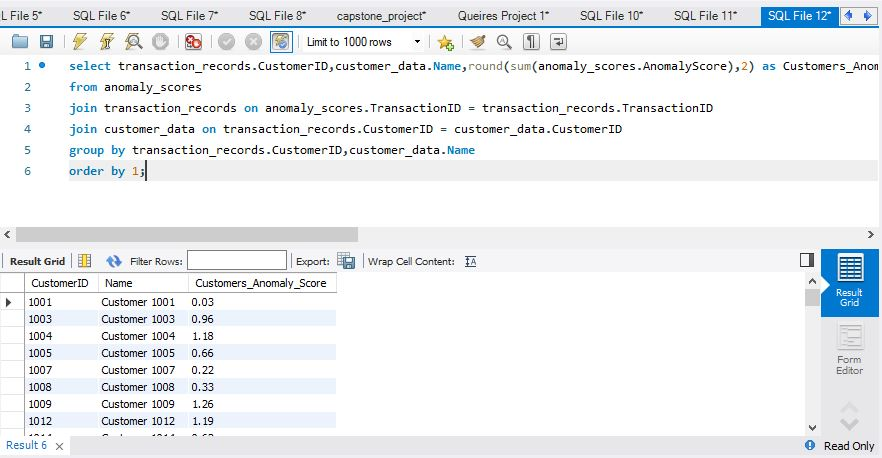 L File 5* SQL File 6* SQL File 7* SQL File 8* capstone_project* Queires Project 1* SQL File 10* SQL File 11* SQL File 12*
Limit to 1000 rows
1 select transaction_records.CustomerID,customer_data.Name,round(sum(anomaly_scores.AnomalyScore),2) as Customers_Anom
2 from anomaly_scores
3 join transaction_records on anomaly_scores.TransactionID = transaction_records.TransactionID
4 join customer_data on transaction_records.CustomerID = customer_data.CustomerID
5 group by transaction_records.CustomerID,customer_data.Name
6 order by 1;
Result Grid Filter Rows: Export: Wrap Cell Content: IA
CustomerID Name Customers_Anomaly_Score
1001 Customer 1001 0.03
1003 Customer 1003 0.96
1004 Customer 1004 1.18
1005 Customer 1005 0.66
1007 Customer 1007 0.22
1008 Customer 1008 0.33
1009 Customer 1009 1.26
1012 Customer 1012 1.19
Result
Grid
Form
Editor
Result 6 Read Only